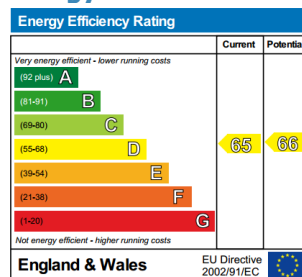 Energy Efficiency Rating
Current Potential
Very energy efficient - lower running costs
(92 plus) A
(81-91) B
(69-80) C
(55-68) D
65 66
(39-54) E
(21-38) F
(1-20) G
Not energy efficient - higher running costs
England & Wales
EU Directive
2002/91/EC